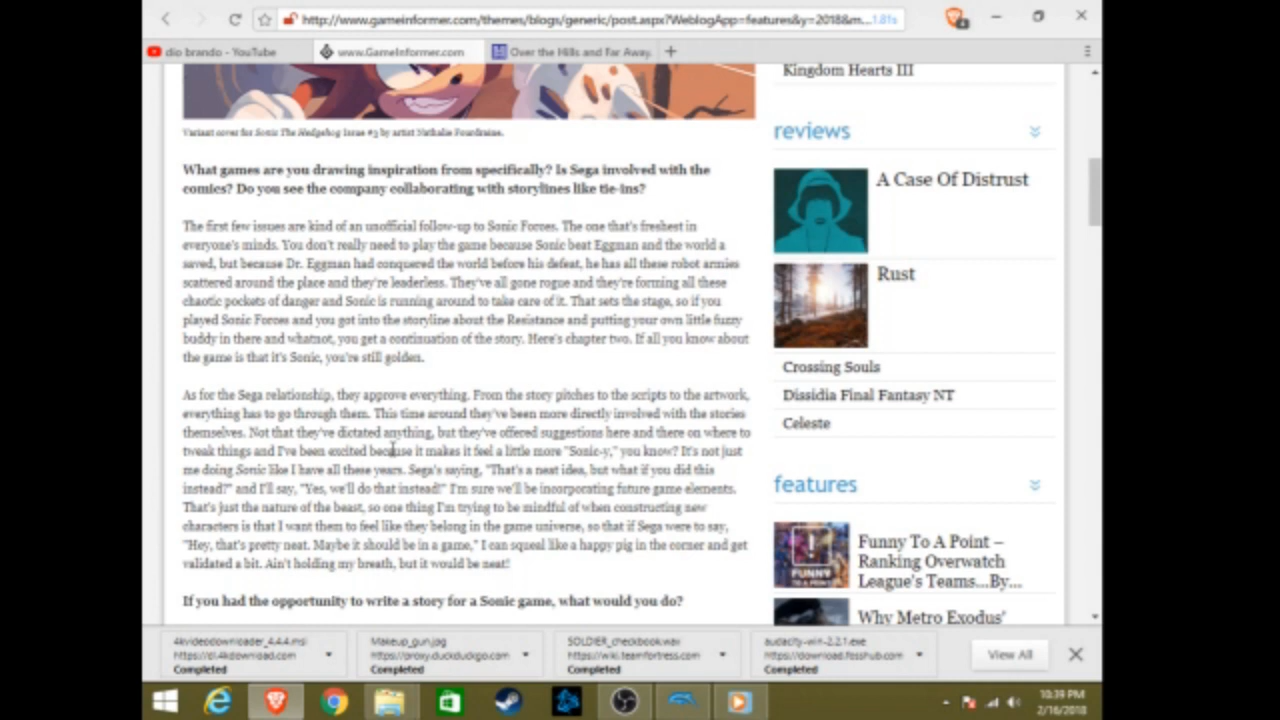 http://www.gameinformer.com/themes/blogs/generic/post.aspx?WeblogApp=features&y=2018&m... 1.81s
4
dio brando - YouTube
www.GameInformer.com
Over the Hills and Far Away.
Variant cover for Sonic The Hedgehog Issue #3 by artist Nathalie Fourdraine.
What games are you drawing inspiration from specifically? Is Sega involved with the
comics? Do you see the company collaborating with storylines like tie-ins?
The first few issues are kind of an unofficial follow-up to Sonic Forces. The one that's freshest in
everyone's minds. You don't really need to play the game because Sonic beat Eggman and the world a
saved, but because Dr. Eggman had conquered the world before his defeat, he has all these robot armies
scattered around the place and they're leaderless. They've all gone rogue and they're forming all these
chaotic pockets of danger and Sonic is running around to take care of it. That sets the stage, so if you
played Sonic Forces and you got into the storyline about the Resistance and putting your own little fuzzy
buddy in there and whatnot, you get a continuation of the story. Here's chapter two. If all you know about
the game is that it's Sonic, you're still golden.
As for the Sega relationship, they approve everything. From the story pitches to the scripts to the artwork,
everything has to go through them. This time around they've been more directly involved with the stories
themselves. Not that they've dictated anything, but they've offered suggestions here and there on where to
tweak things and I've been excited because it makes it feel a little more "Sonic-y," you know? It's not just
me doing Sonic like I have all these years. Sega's saying, "That's a neat idea, but what if you did this
instead?" and I'll say, "Yes, we'll do that instead!" I'm sure we'll be incorporating future game elements.
That's just the nature of the beast, so one thing I'm trying to be mindful of when constructing new
characters is that I want them to feel like they belong in the game universe, so that if Sega were to say,
"Hey, that's pretty neat. Maybe it should be in a game," I can squeal like a happy pig in the corner and get
validated a bit. Ain't holding my breath, but it would be neat!
If you had the opportunity to write a story for a Sonic game, what would you do?
Kingdom Hearts III
reviews
A Case Of Distrust
Rust
Crossing Souls
Dissidia Final Fantasy NT
Celeste
features
FUNNY
TO A POINT
Funny To A Point –
Ranking Overwatch
League's Teams...By...
Why Metro Exodus'
4kvideodownloader_4.4.4.msi
https://dl.4kdownload.com
Completed
Makeup_gun.jpg
https://proxy.duckduckgo.com
Completed
SOLDIER_checkbook.wav
https://wiki.teamfortress.com
Completed
audacity-win-2.2.1.exe
https://download.fosshub.com
Completed
View All
10:39 PM
2/16/2018